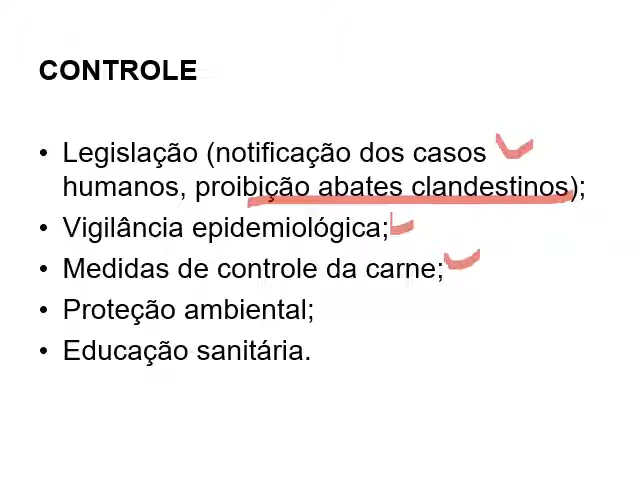 CONTROLE
• Legislação (notificação dos casos
humanos, proibição abates clandestinos);
• Vigilância epidemiológica;
• Medidas de controle da carne;
• Proteção ambiental;
• Educação sanitária.